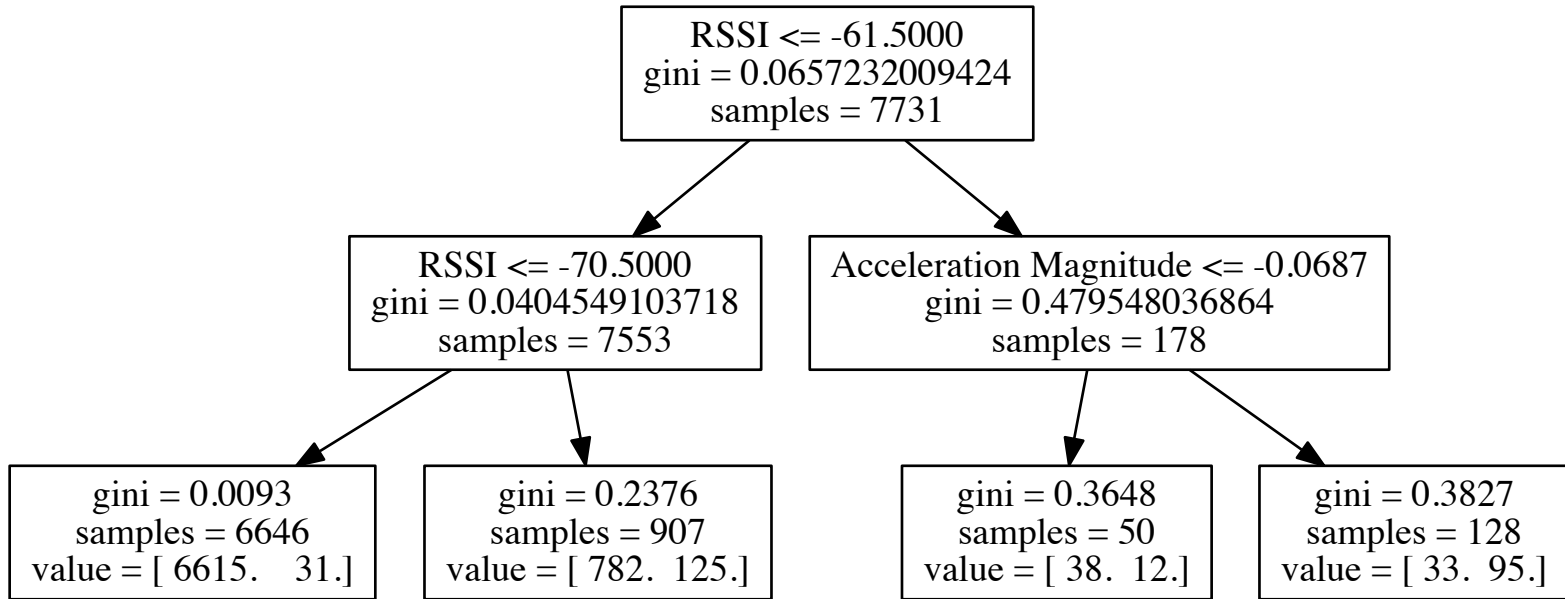 RSSI <= -61.5000
gini = 0.0657232009424
samples = 7731
RSSI <= -70.5000
gini = 0.0404549103718
samples = 7553
Acceleration Magnitude <= -0.0687
gini = 0.479548036864
samples = 178
gini = 0.0093
samples = 6646
value = [ 6615.    31.]
gini = 0.2376
samples = 907
value = [ 782.  125.]
gini = 0.3648
samples = 50
value = [ 38.  12.]
gini = 0.3827
samples = 128
value = [ 33.  95.]